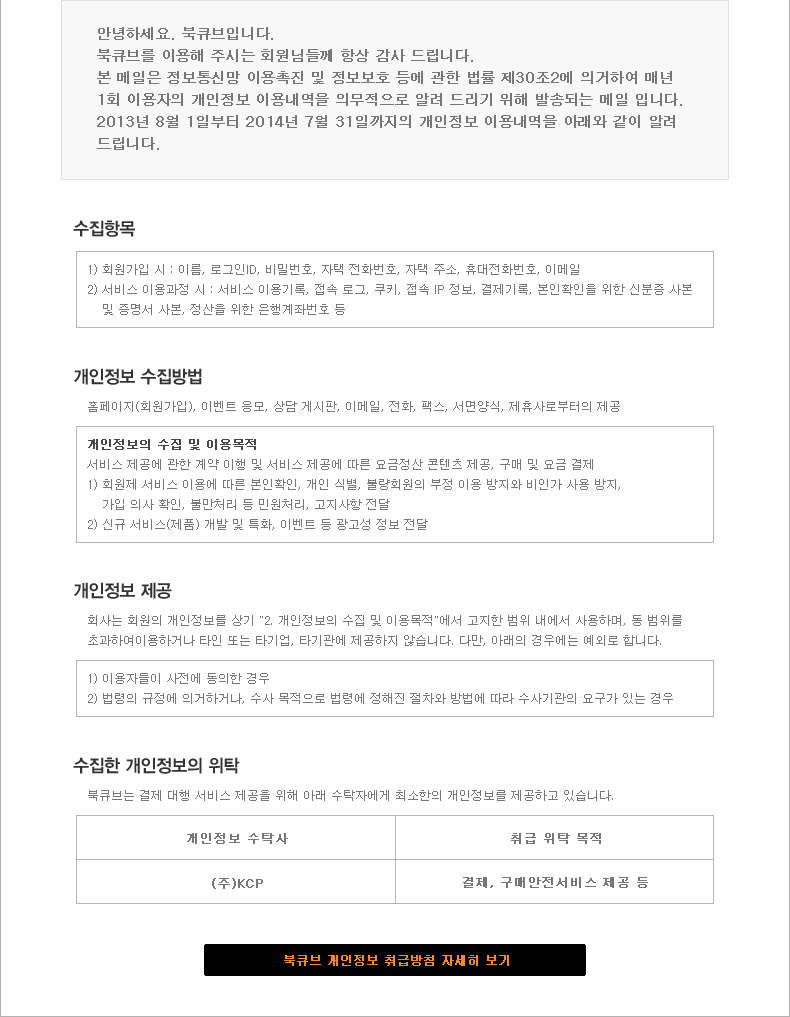 안녕하세요. 북큐브입니다.
북큐브를 이용해 주시는 회원님들께 항상 감사 드립니다.
본 메일은 정보통신망 이용촉진 및 정보보호 등에 관한 법률 제30조2에 의거하여 매년
1회 이용자의 개인정보 이용내역을 의무적으로 알려 드리기 위해 발송되는 메일 입니다.
2013년 8월 1일부터 2014년 7월 31일까지의 개인정보 이용내역을 아래와 같이 알려
드립니다.
수집항목
1) 회원가입 시 : 이름, 로그인ID, 비밀번호, 자택 전화번호, 자택 주소, 휴대전화번호, 이메일
2) 서비스 이용과정 시 : 서비스 이용기록, 접속 로그, 쿠키, 접속 IP 정보, 결제기록, 본인확인을 위한 신분증 사본
및 증명서 사본, 정산을 위한 은행계좌번호 등
개인정보 수집방법
홈페이지(회원가입), 이벤트 응모, 상담 게시판, 이메일, 전화, 팩스, 서면양식, 제휴사로부터의 제공
개인정보의 수집 및 이용목적
서비스 제공에 관한 계약 이행 및 서비스 제공에 따른 요금정산 콘텐츠 제공, 구매 및 요금 결제
1) 회원제 서비스 이용에 따른 본인확인, 개인 식별, 불량회원의 부정 이용 방지와 비인가 사용 방지,
가입 의사 확인, 불만처리 등 민원처리, 고지사항 전달
2) 신규 서비스(제품) 개발 및 특화, 이벤트 등 광고성 정보 전달
개인정보 제공
회사는 회원의 개인정보를 상기 "2. 개인정보의 수집 및 이용목적"에서 고지한 범위 내에서 사용하며, 동 범위를
초과하여이용하거나 타인 또는 타기업, 타기관에 제공하지 않습니다. 다만, 아래의 경우에는 예외로 합니다.
1) 이용자들이 사전에 동의한 경우
2) 법령의 규정에 의거하거나, 수사 목적으로 법령에 정해진 절차와 방법에 따라 수사기관의 요구가 있는 경우
수집한 개인정보의 위탁
북큐브는 결제 대행 서비스 제공을 위해 아래 수탁자에게 최소한의 개인정보를 제공하고 있습니다.
개인정보 수탁사 취급 위탁 목적
(주)KCP 결제, 구매안전서비스 제공 등
북큐브 개인정보 취급방침 자세히 보기